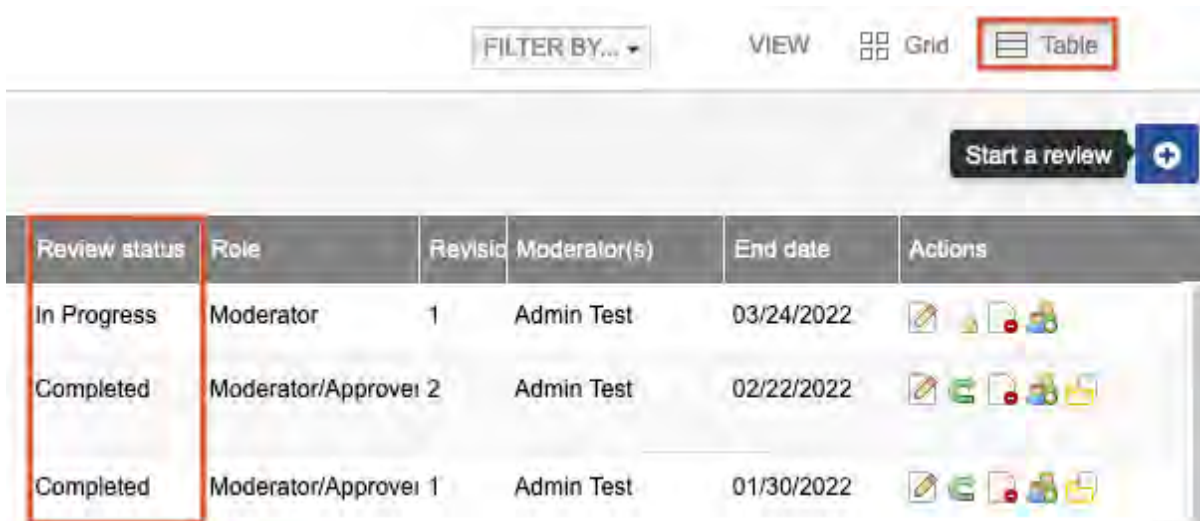 FILTER BY... VIEW Grid Table
Start a review
Review status Role Revisio Moderator(s) End date Actions
In Progress Moderator 1 Admin Test 03/24/2022
Completed Moderator/Approver 2 Admin Test 02/22/2022
Completed Moderator/Approver 1 Admin Test 01/30/2022